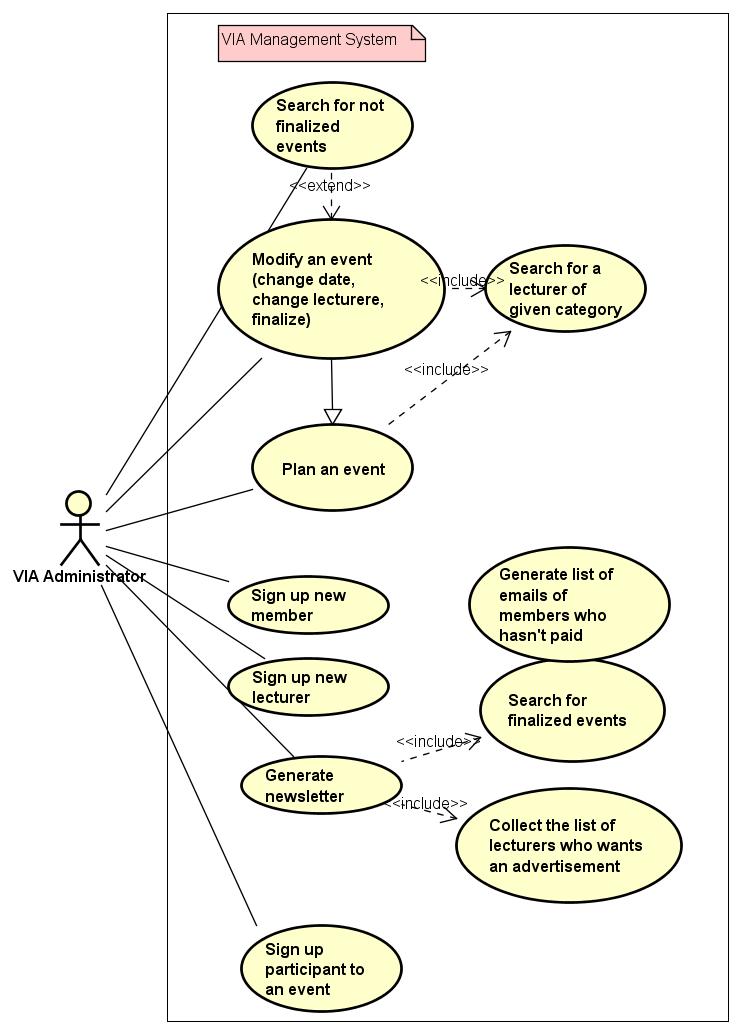 VIA Management System
Search for not
finalized
events
<<extend>>
Modify an event
(change date,
change lecturere,
finalize)
<<include>>
Search for a
lecturer of
given category
<<include>>
Plan an event
VIA Administrator
Sign up new
member
Generate list of
emails of
members who
hasn't paid
Sign up new
lecturer
Search for
finalized events
<<include>>
Generate
newsletter
<<include>>
Collect the list of
lecturers who wants
an advertisement
Sign up
participant to
an event